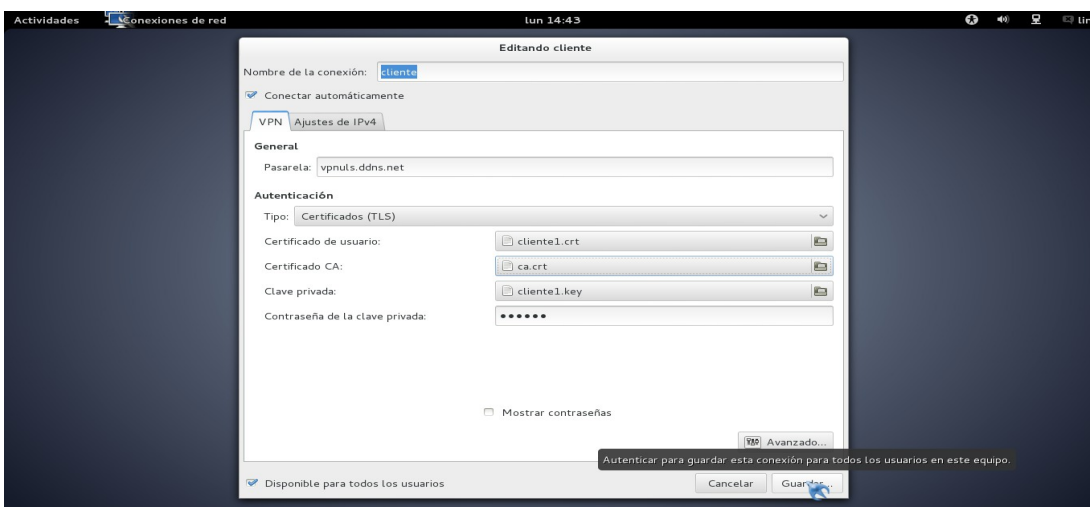 Actividades Conexiones de red lun 14:43
Editando cliente
Nombre de la conexión: cliente
Conectar automáticamente
VPN Ajustes de IPv4
General
Pasarela: vpnuls.ddns.net
Autenticación
Tipo: Certificados (TLS)
Certificado de usuario: cliente1.crt
Certificado CA: ca.crt
Clave privada: cliente1.key
Contraseña de la clave privada: ••••••
Mostrar contraseñas
Avanzado...
Autenticar para guardar esta conexión para todos los usuarios en este equipo.
Disponible para todos los usuarios Cancelar